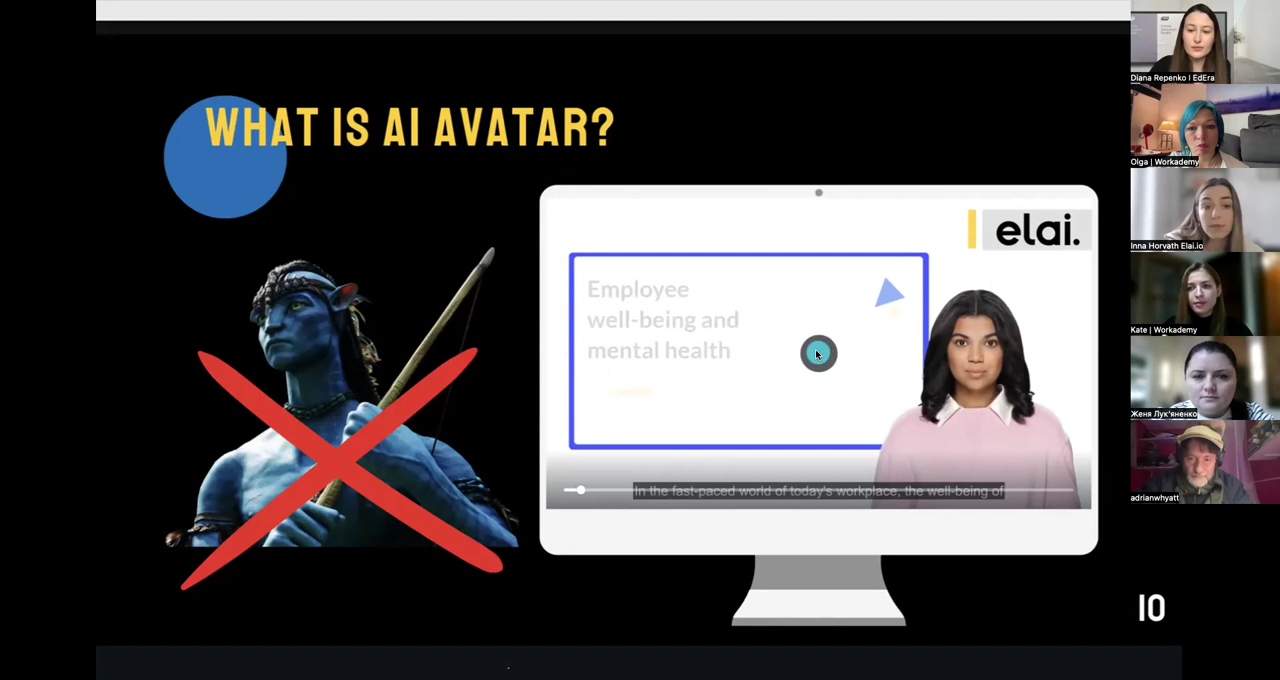 WHAT IS AI AVATAR?
elai.
Employee
well-being and
mental health
In the fast-paced world of today's workplace, the well-being of
10
Diana Repenko I EdEra
Olga | Workademy
Inna Horvath Elai.io
Kate | Workademy
Женя Лук'яненко
adrianwhyatt